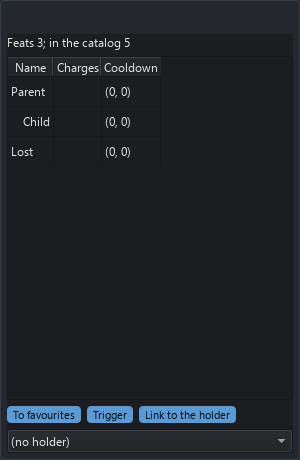 Feats 3; in the catalog 5
Name Charges Cooldown
Parent (0, 0)
Child (0, 0)
Lost (0, 0)
To favourites Trigger Link to the holder
(no holder)